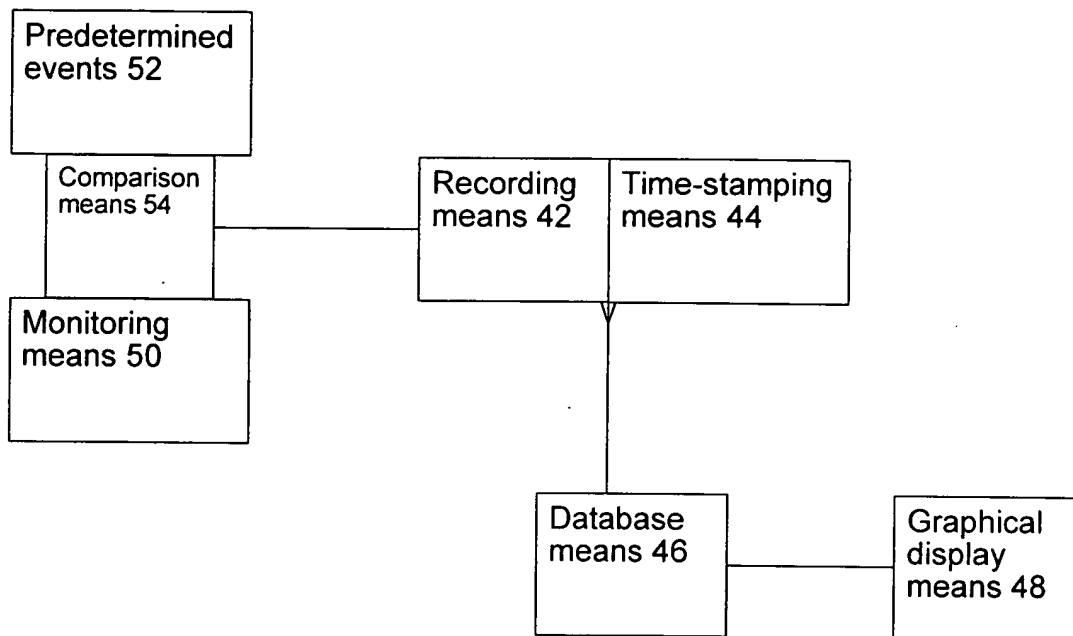 Predetermined
events 52
Comparison
means 54
Monitoring
means 50
Recording
means 42
Time-stamping
means 44
Database
means 46
Graphical
display
means 48